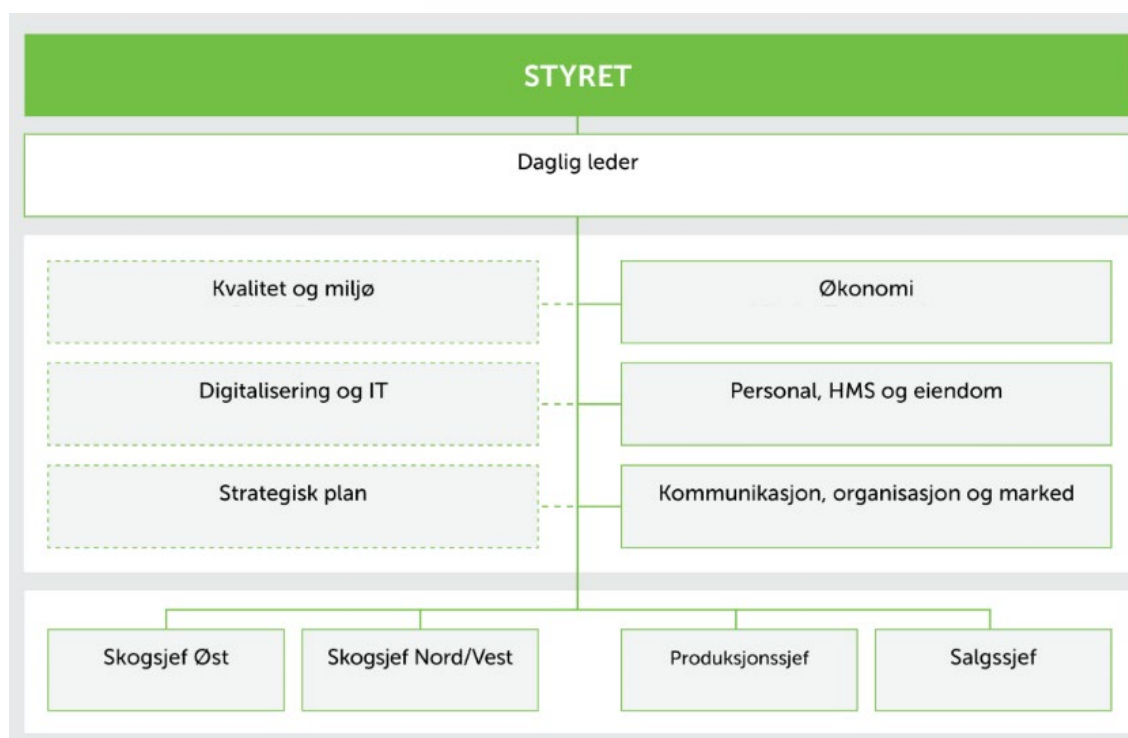 STYRET
Daglig leder
Kvalitet og miljø
Økonomi
Digitalisering og IT
Personal, HMS og eiendom
Strategisk plan
Kommunikasjon, organisasjon og marked
Skogsjef Øst
Skogsjef Nord/Vest
Produksjonssjef
Salgssjef